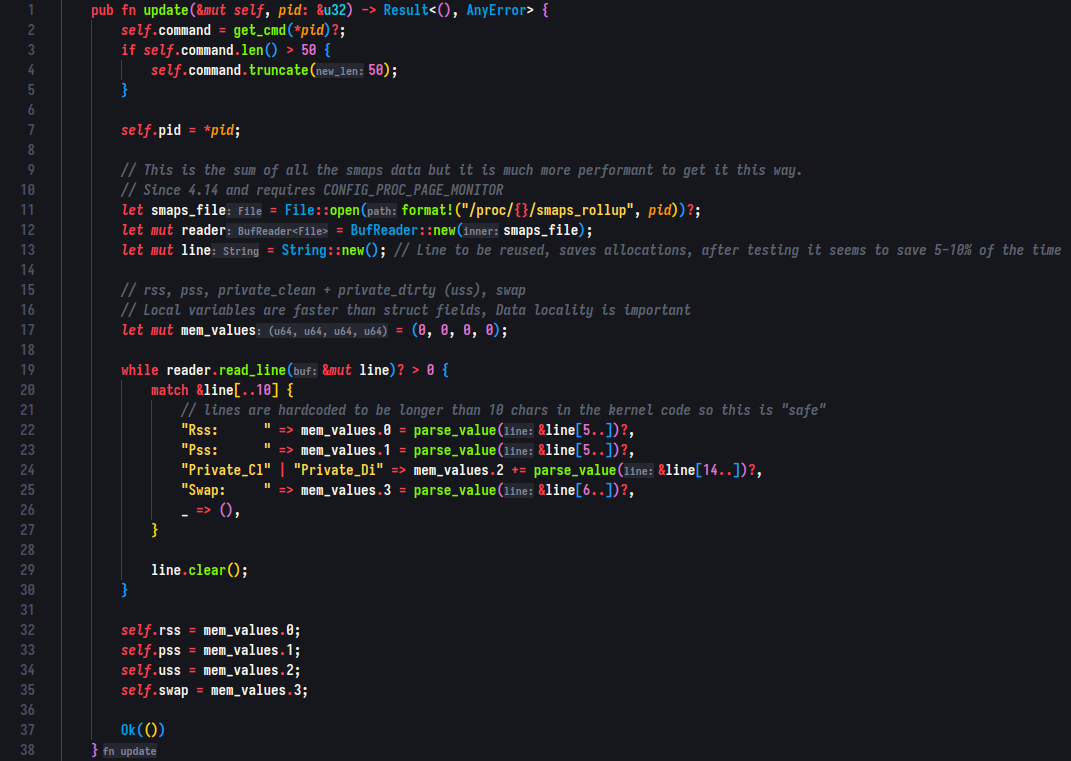 1 pub fn update(&mut self, pid: &u32) -> Result<(), AnyError> {
2 self.command = get_cmd(*pid)?;
3 if self.command.len() > 50 {
4 self.command.truncate(new_len: 50);
5 }
6
7 self.pid = *pid;
8
9 // This is the sum of all the smaps data but it is much more performant to get it this way.
10 // Since 4.14 and requires CONFIG_PROC_PAGE_MONITOR
11 let smaps_file: File = File::open(path: format!("/proc/{}/smaps_rollup", pid))?;
12 let mut reader: BufReader<File> = BufReader::new(inner: smaps_file);
13 let mut line: String = String::new(); // Line to be reused, saves allocations, after testing it seems to save 5-10% of the time
14
15 // rss, pss, private_clean + private_dirty (uss), swap
16 // Local variables are faster than struct fields, Data locality is important
17 let mut mem_values: (u64, u64, u64, u64) = (0, 0, 0, 0);
18
19 while reader.read_line(buf: &mut line)? > 0 {
20 match &line[..10] {
21 // lines are hardcoded to be longer than 10 chars in the kernel code so this is "safe"
22 "Rss:      " => mem_values.0 = parse_value(line: &line[5..])?,
23 "Pss:      " => mem_values.1 = parse_value(line: &line[5..])?,
24 "Private_Cl" | "Private_Di" => mem_values.2 += parse_value(line: &line[14..])?,
25 "Swap:     " => mem_values.3 = parse_value(line: &line[6..])?,
26 _ => (),
27 }
28
29 line.clear();
30 }
31
32 self.rss = mem_values.0;
33 self.pss = mem_values.1;
34 self.uss = mem_values.2;
35 self.swap = mem_values.3;
36
37 Ok(())
38 } fn update